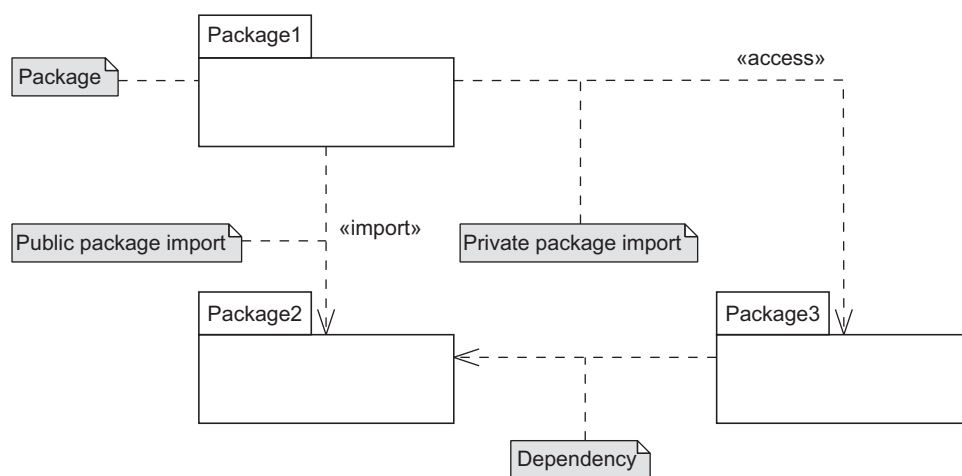 Package1
«access»
Package
«import»
Public package import
Private package import
Package2
Package3
Dependency